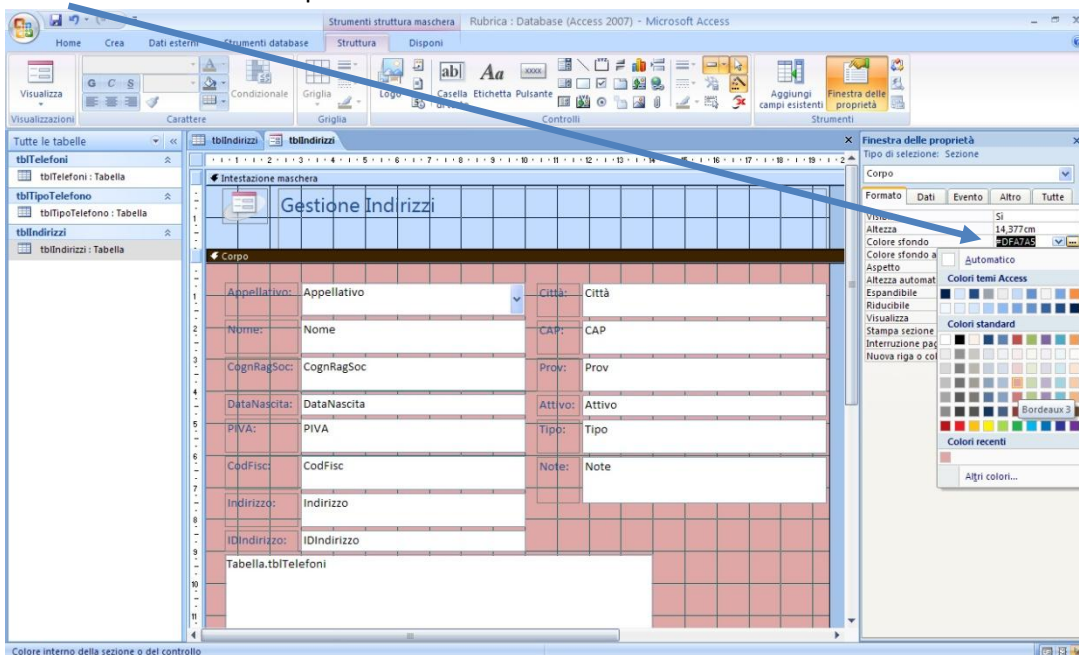 Strumenti struttura maschera Rubrica : Database (Access 2007) - Microsoft Access
Home Crea Dati esterni Strumenti database Struttura Disponi
Visualizza
G C S
Condizionale
Griglia
Logo
ab|
Casella
Aa
Etichetta
XXXX
Pulsante
Aggiungi
campi esistenti
Finestra delle
proprietà
Visualizzazioni Carattere Griglia Controlli Strumenti
Tutte le tabelle
tblTelefoni
tblTelefoni : Tabella
tblTipoTelefono
tblTipoTelefono : Tabella
tblIndirizzi
tblIndirizzi : Tabella
tblIndirizzi tblIndirizzi
Intestazione maschera
Gestione Indirizzi
Corpo
Appellativo: Appellativo Città: Città
Nome: Nome CAP: CAP
CognRagSoc: CognRagSoc Prov: Prov
DataNascita: DataNascita Attivo: Attivo
PIVA: PIVA Tipo: Tipo
CodFisc: CodFisc Note: Note
Indirizzo: Indirizzo
IDIndirizzo: IDIndirizzo
Tabella.tblTelefoni
Finestra delle proprietà
Tipo di selezione: Sezione
Corpo
Formato Dati Evento Altro Tutte
Sì
Altezza 14,377cm
Colore sfondo #DFA7A5
Colore sfondo a
Aspetto
Altezza automat
Espandibile
Riducibile
Visualizza
Stampa sezione
Interruzione pag
Nuova riga o col
Automatico
Colori temi Access
Colori standard
Bordeaux 3
Colori recenti
Altri colori...
Colore interno della sezione o del controllo